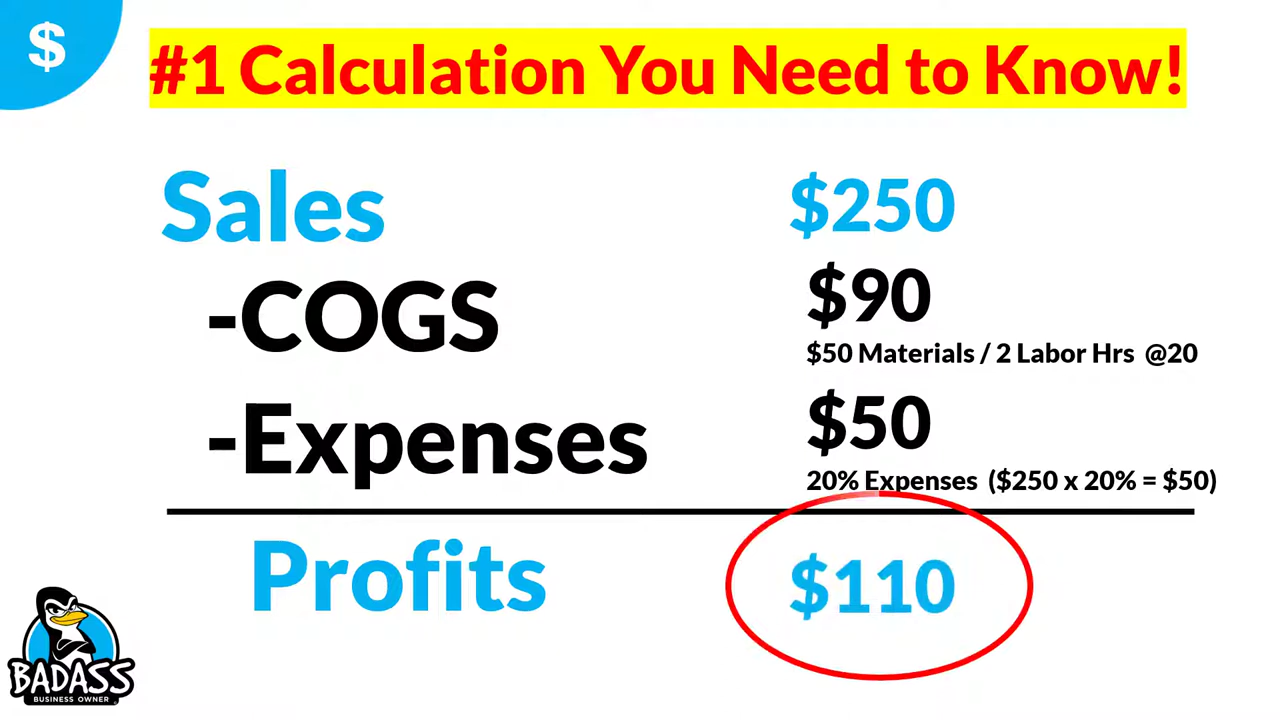 $
#1 Calculation You Need to Know!
Sales $250
-COGS $90
$50 Materials / 2 Labor Hrs @20
-Expenses $50
20% Expenses ($250 x 20% = $50)
Profits $110
BADASS
BUSINESS OWNER